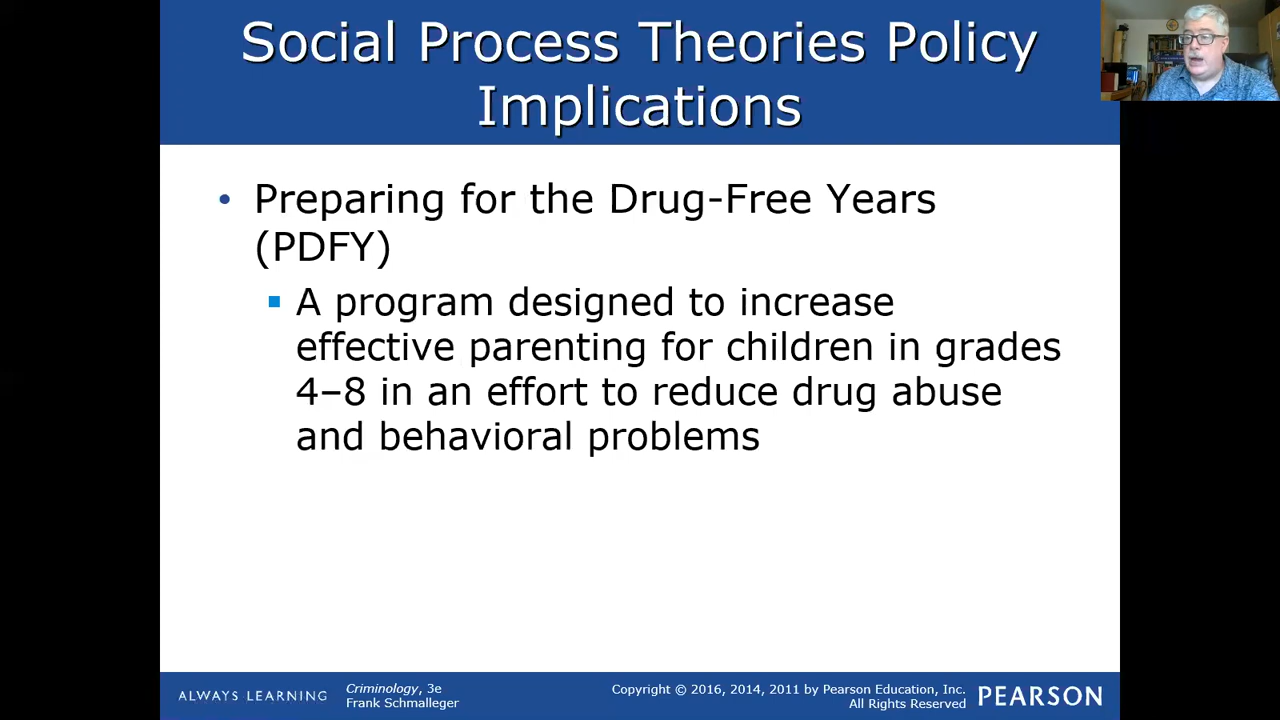 Social Process Theories Policy
Implications
• Preparing for the Drug-Free Years
(PDFY)
▪ A program designed to increase
effective parenting for children in grades
4–8 in an effort to reduce drug abuse
and behavioral problems
ALWAYS LEARNING
Criminology, 3e
Frank Schmalleger
Copyright © 2016, 2014, 2011 by Pearson Education, Inc.
All Rights Reserved
PEARSON